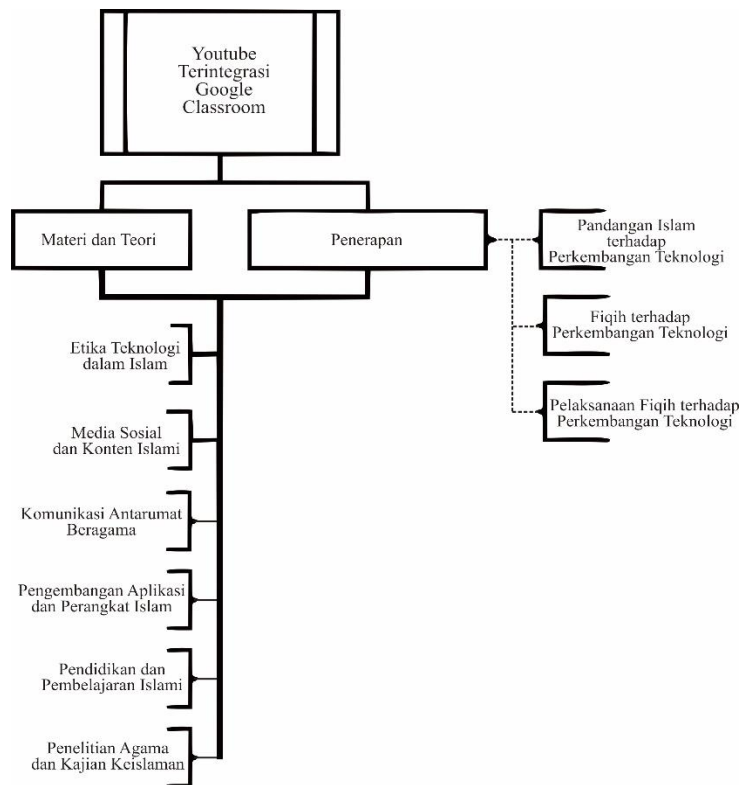 Youtube
Terintegrasi
Google
Classroom
Materi dan Teori
Penerapan
Pandangan Islam
terhadap
Perkembangan Teknologi
Fiqih terhadap
Perkembangan Teknologi
Pelaksanaan Fiqih terhadap
Perkembangan Teknologi
Etika Teknologi
dalam Islam
Media Sosial
dan Konten Islami
Komunikasi Antarumat
Beragama
Pengembangan Aplikasi
dan Perangkat Islam
Pendidikan dan
Pembelajaran Islami
Penelitian Agama
dan Kajian Keislaman